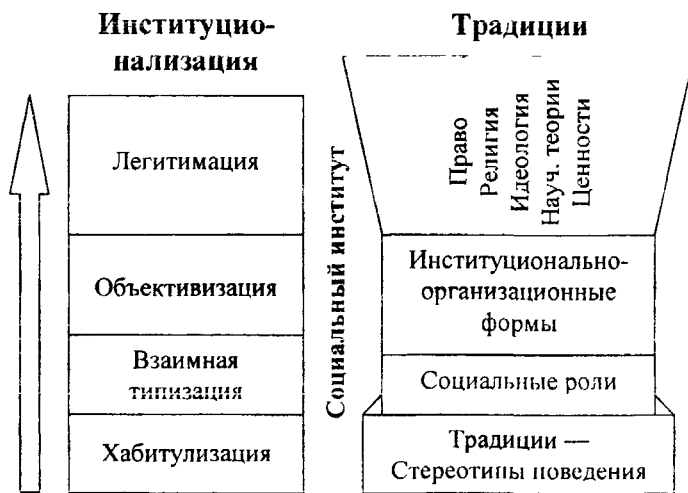 Институцио-
нализация
Традиции
Легитимация
Объективизация
Взаимная
типизация
Хабитулизация
Социальный институт
Право
Религия
Идеология
Науч. теории
Ценности
Институционально-
организационные
формы
Социальные роли
Традиции —
Стереотипы поведения